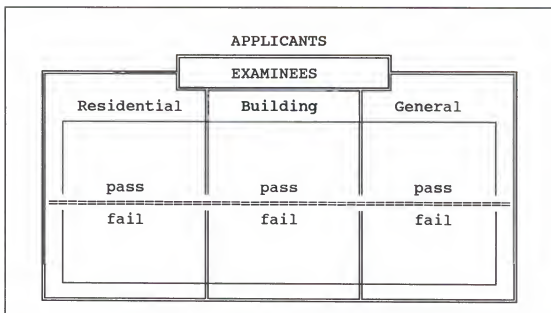 APPLICANTS
EXAMINEES
Residential Building General
pass pass pass
fail fail fail